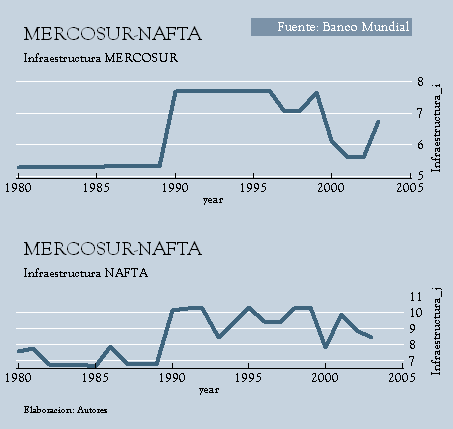 MERCOSUR-NAFTA
Fuente: Banco Mundial
Infraestructura MERCOSUR
8
7
6
5
Infraestructura_i
1980 1985 1990 1995 2000 2005
year
MERCOSUR-NAFTA
Infraestructura NAFTA
11
10
9
8
7
Infraestructura_i
1980 1985 1990 1995 2000 2005
year
Elaboracion: Autores